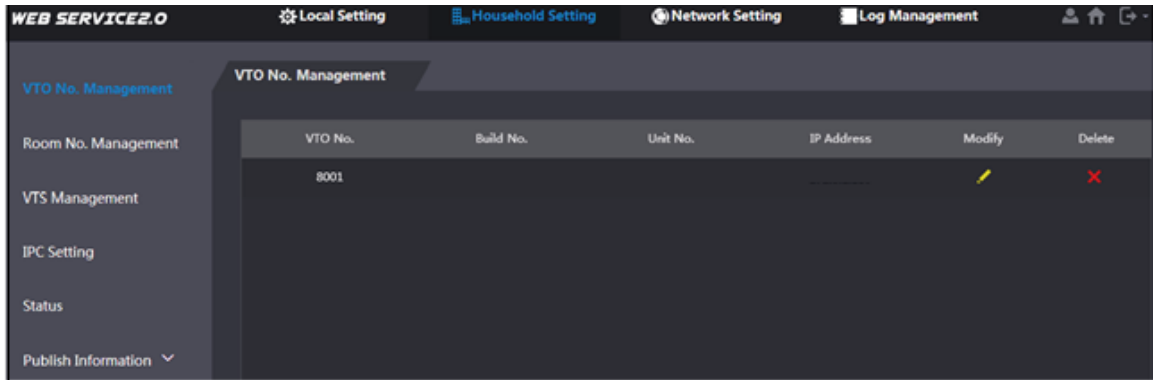 WEB SERVICE2.0 Local Setting Household Setting Network Setting Log Management
VTO No. Management
VTO No. Management
Room No. Management
VTS Management
IPC Setting
Status
Publish Information
VTO No. Build No. Unit No. IP Address Modify Delete
8001